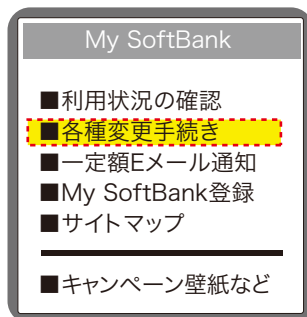 My SoftBank
■利用状況の確認
■各種変更手続き
■一定額Eメール通知
■My SoftBank登録
■サイトマップ
■キャンペーン壁紙など